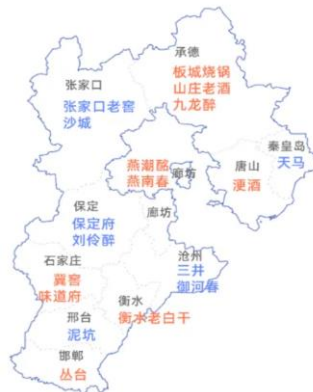 承德
板城烧锅
山庄老酒
九龙醉
张家口
张家口老窖
沙城
秦皇岛
天马
燕潮酩
燕南春
廊坊
唐山
浭酒
保定
保定府
刘伶醉
廊坊
石家庄
冀窖
味道府
沧州
三井
御河春
衡水
衡水老白干
邢台
泥坑
邯郸
丛台